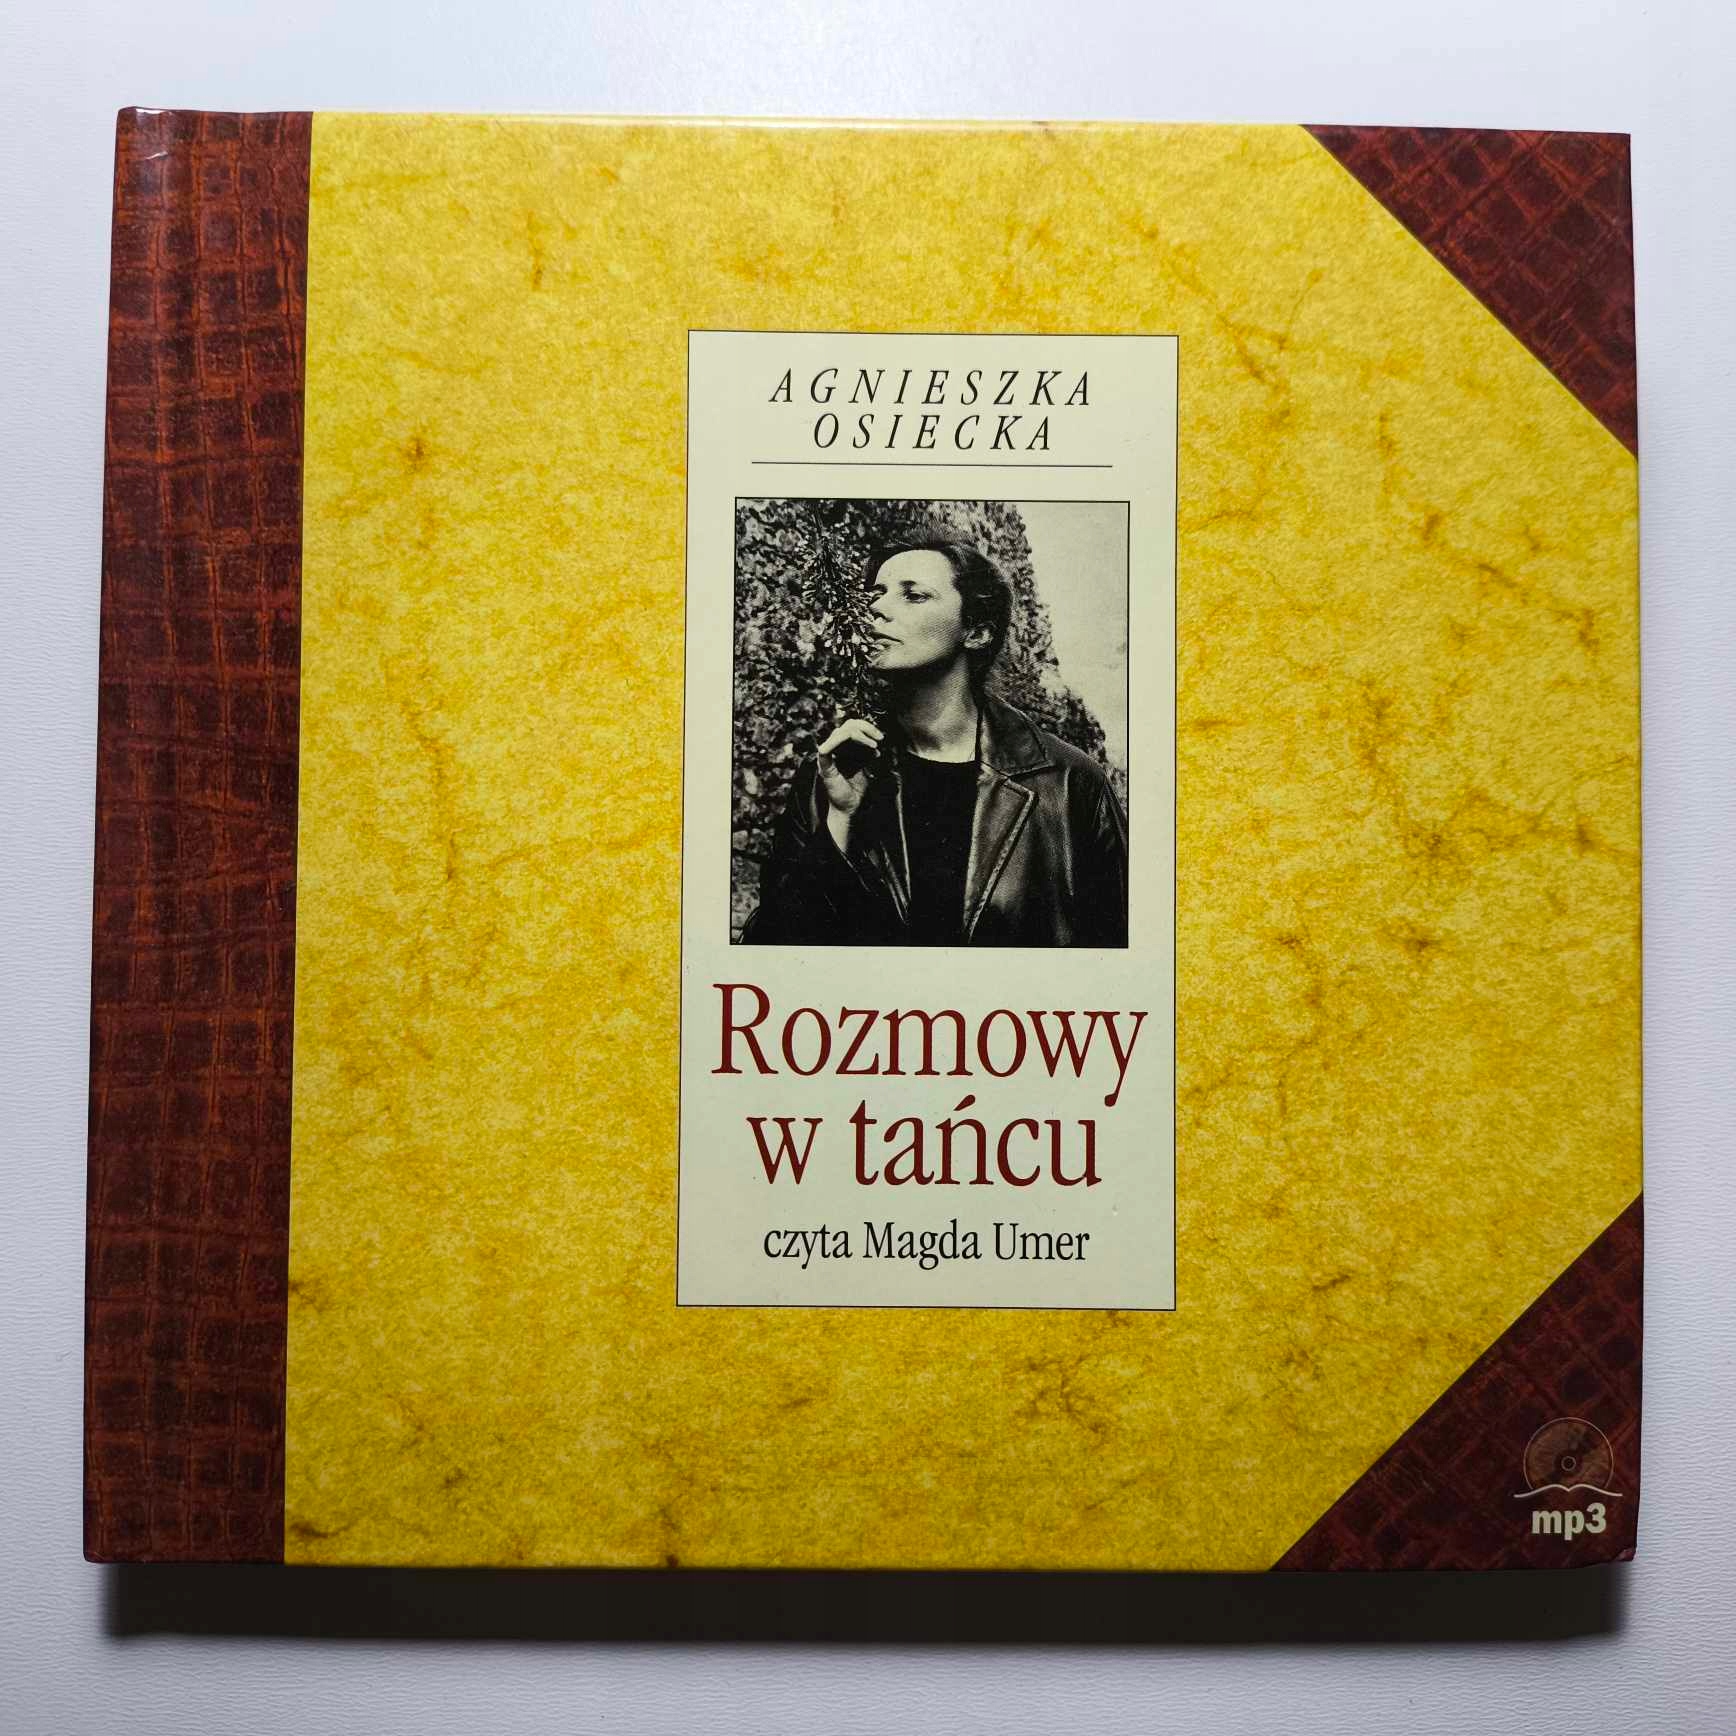 AGNIESZKA
OSIECKA
Rozmowy
w tańcu
czyta Magda Umer
mp3